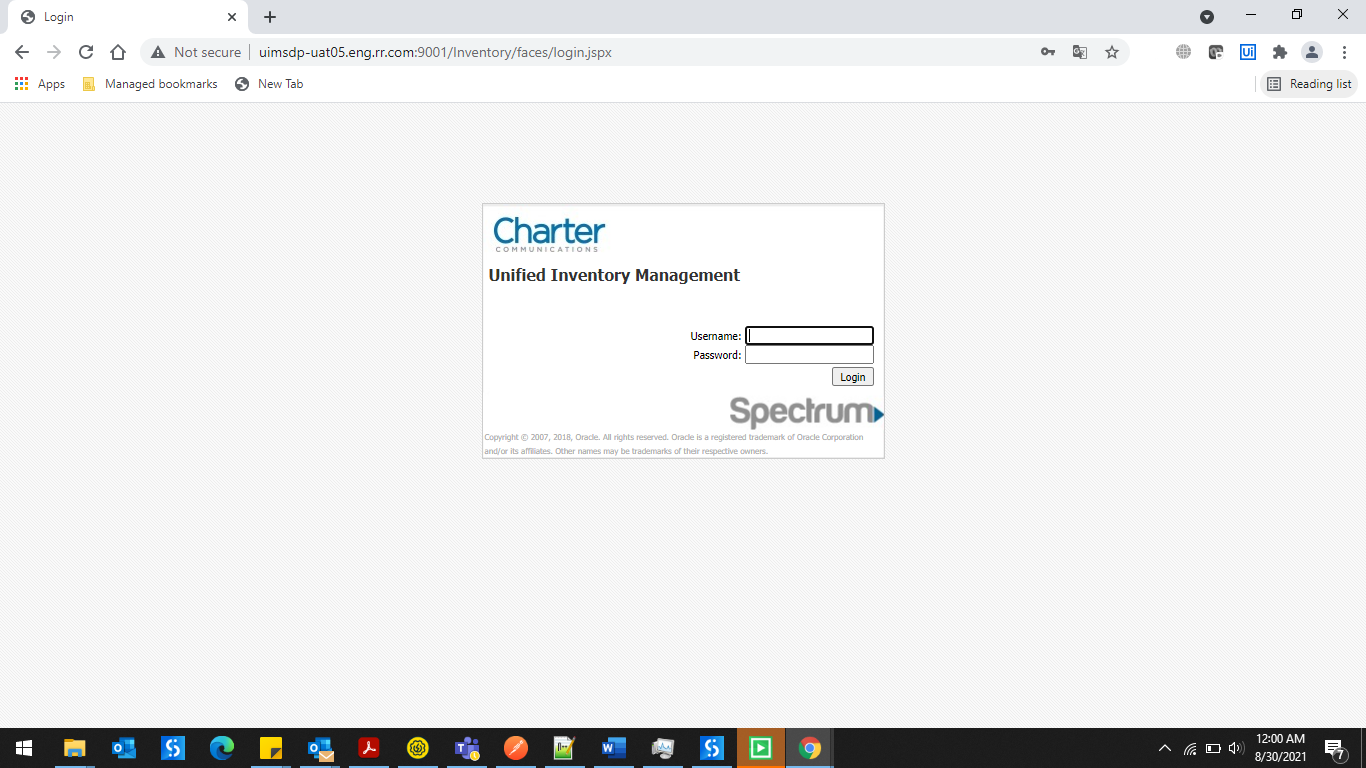 Login
Not secure
uimsdp-uat05.eng.rr.com:9001/Inventory/faces/login.jspx
Ui
Apps
Managed bookmarks
New Tab
Reading list
Charter
COMMUNICATIONS
Unified Inventory Management
Username:
Password:
Login
Spectrum
Copyright © 2007, 2018, Oracle. All rights reserved. Oracle is a registered trademark of Oracle Corporation
and/or its affiliates. Other names may be trademarks of their respective owners.
12:00 AM
8/30/2021
7